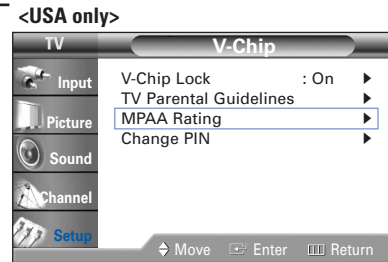 <USA only>
TV
V-Chip
Input
Picture
Sound
Channel
Setup
V-Chip Lock : On
TV Parental Guidelines
MPAA Rating
Change PIN
Move Enter Return